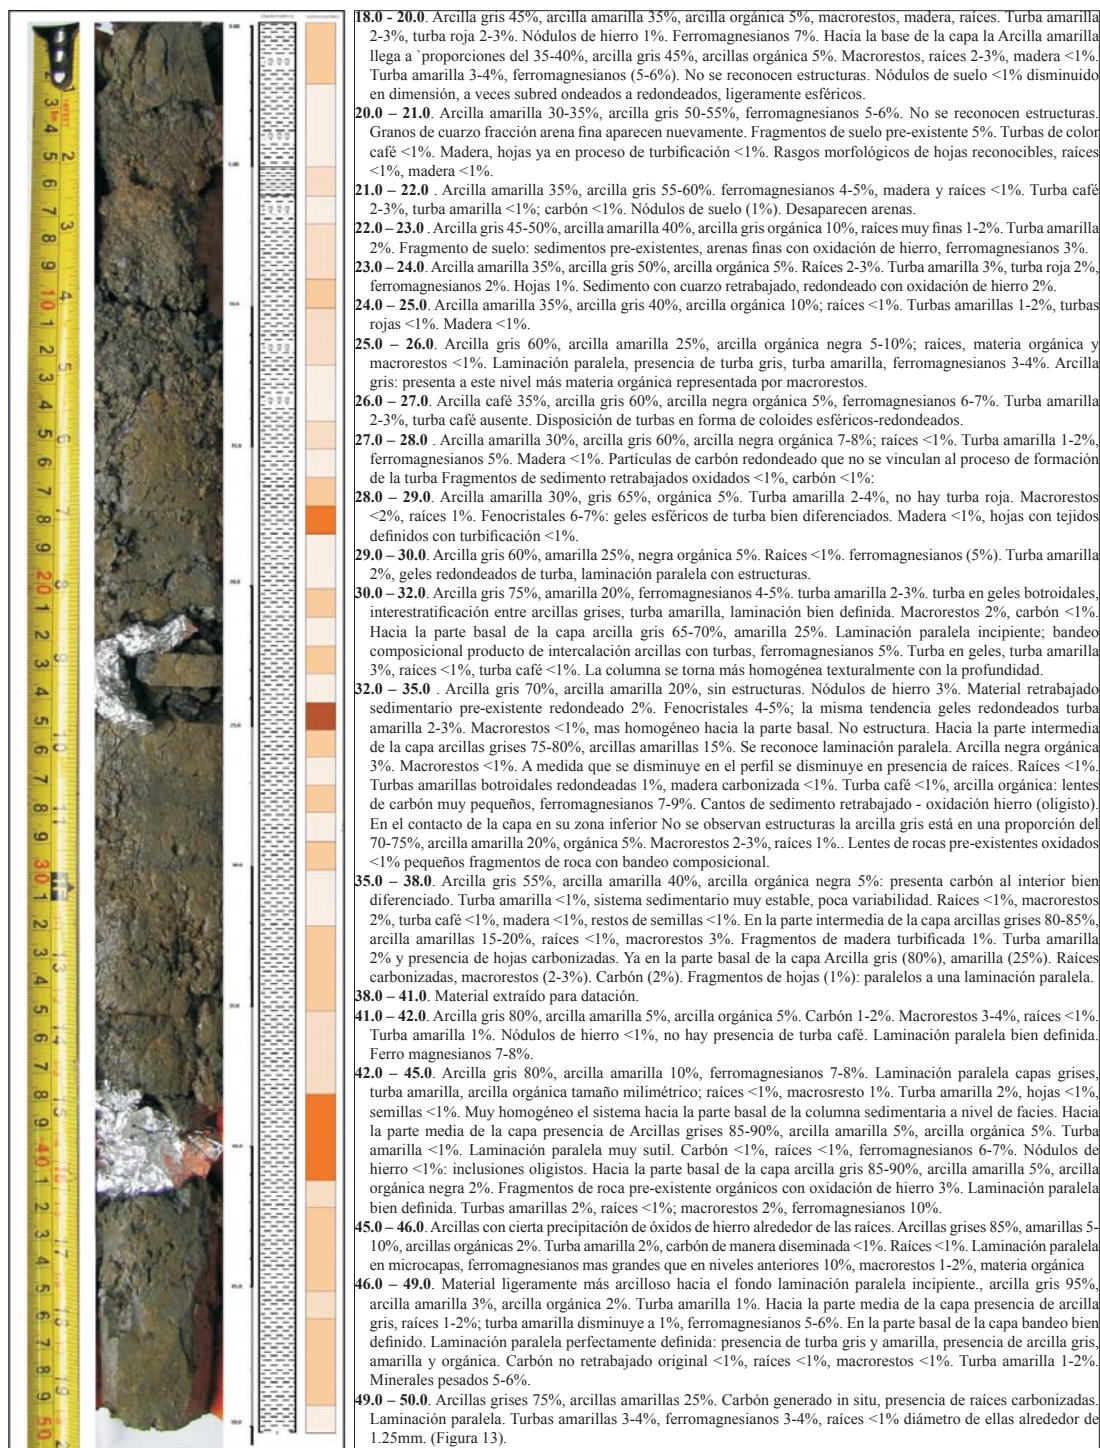 18.0 - 20.0. Arcilla gris 45%, arcilla amarilla 35%, arcilla orgánica 5%, macrorestos, madera, raíces. Turba amarilla
2-3%, turba roja 2-3%. Nódulos de hierro 1%. Ferromagnesianos 7%. Hacia la base de la capa la Arcilla amarilla
llega a `proporciones del 35-40%, arcilla gris 45%, arcillas orgánica 5%. Macrorestos, raíces 2-3%, madera <1%.
Turba amarilla 3-4%, ferromagnesianos (5-6%). No se reconocen estructuras. Nódulos de suelo <1% disminuido
en dimensión, a veces subred ondeados a redondeados, ligeramente esféricos.
20.0 – 21.0. Arcilla amarilla 30-35%, arcilla gris 50-55%, ferromagnesianos 5-6%. No se reconocen estructuras.
Granos de cuarzo fracción arena fina aparecen nuevamente. Fragmentos de suelo pre-existente 5%. Turbas de color
café <1%. Madera, hojas ya en proceso de turbificación <1%. Rasgos morfológicos de hojas reconocibles, raíces
<1%, madera <1%.
21.0 – 22.0 . Arcilla amarilla 35%, arcilla gris 55-60%. ferromagnesianos 4-5%, madera y raíces <1%. Turba café
2-3%, turba amarilla <1%; carbón <1%. Nódulos de suelo (1%). Desaparecen arenas.
22.0 – 23.0 . Arcilla gris 45-50%, arcilla amarilla 40%, arcilla gris orgánica 10%, raíces muy finas 1-2%. Turba amarilla
2%. Fragmento de suelo: sedimentos pre-existentes, arenas finas con oxidación de hierro, ferromagnesianos 3%.
23.0 – 24.0. Arcilla amarilla 35%, arcilla gris 50%, arcilla orgánica 5%. Raíces 2-3%. Turba amarilla 3%, turba roja 2%,
ferromagnesianos 2%. Hojas 1%. Sedimento con cuarzo retrabajado, redondeado con oxidación de hierro 2%.
24.0 – 25.0. Arcilla amarilla 35%, arcilla gris 40%, arcilla orgánica 10%; raíces <1%. Turbas amarillas 1-2%, turbas
rojas <1%. Madera <1%.
25.0 – 26.0. Arcilla gris 60%, arcilla amarilla 25%, arcilla orgánica negra 5-10%; raíces, materia orgánica y
macrorestos <1%. Laminación paralela, presencia de turba gris, turba amarilla, ferromagnesianos 3-4%. Arcilla
gris: presenta a este nivel más materia orgánica representada por macrorestos.
26.0 – 27.0. Arcilla café 35%, arcilla gris 60%, arcilla negra orgánica 5%, ferromagnesianos 6-7%. Turba amarilla
2-3%, turba café ausente. Disposición de turbas en forma de coloides esféricos-redondeados.
27.0 – 28.0 . Arcilla amarilla 30%, arcilla gris 60%, arcilla negra orgánica 7-8%; raíces <1%. Turba amarilla 1-2%,
ferromagnesianos 5%. Madera <1%. Partículas de carbón redondeado que no se vinculan al proceso de formación
de la turba Fragmentos de sedimento retrabajados oxidados <1%, carbón <1%:
28.0 – 29.0. Arcilla amarilla 30%, gris 65%, orgánica 5%. Turba amarilla 2-4%, no hay turba roja. Macrorestos
<2%, raíces 1%. Fenocristales 6-7%: geles esféricos de turba bien diferenciados. Madera <1%, hojas con tejidos
definidos con turbificación <1%.
29.0 – 30.0. Arcilla gris 60%, amarilla 25%, negra orgánica 5%. Raíces <1%. ferromagnesianos (5%). Turba amarilla
2%, geles redondeados de turba, laminación paralela con estructuras.
30.0 – 32.0. Arcilla gris 75%, amarilla 20%, ferromagnesianos 4-5%. turba amarilla 2-3%. turba en geles botroidales,
interestratificación entre arcillas grises, turba amarilla, laminación bien definida. Macrorestos 2%, carbón <1%.
Hacia la parte basal de la capa arcilla gris 65-70%, amarilla 25%. Laminación paralela incipiente; bandeo
composicional producto de intercalación arcillas con turbas, ferromagnesianos 5%. Turba en geles, turba amarilla
3%, raíces <1%, turba café <1%. La columna se torna más homogénea texturalmente con la profundidad.
32.0 – 35.0 . Arcilla gris 70%, arcilla amarilla 20%, sin estructuras. Nódulos de hierro 3%. Material retrabajado
sedimentario pre-existente redondeado 2%. Fenocristales 4-5%; la misma tendencia geles redondeados turba
amarilla 2-3%. Macrorestos <1%, mas homogéneo hacia la parte basal. No estructura. Hacia la parte intermedia
de la capa arcillas grises 75-80%, arcillas amarillas 15%. Se reconoce laminación paralela. Arcilla negra orgánica
3%. Macrorestos <1%. A medida que se disminuye en el perfil se disminuye en presencia de raíces. Raíces <1%.
Turbas amarillas botroidales redondeadas 1%, madera carbonizada <1%. Turba café <1%, arcilla orgánica: lentes
de carbón muy pequeños, ferromagnesianos 7-9%. Cantos de sedimento retrabajado - oxidación hierro (oligisto).
En el contacto de la capa en su zona inferior No se observan estructuras la arcilla gris está en una proporción del
70-75%, arcilla amarilla 20%, orgánica 5%. Macrorestos 2-3%, raíces 1%.. Lentes de rocas pre-existentes oxidados
<1% pequeños fragmentos de roca con bandeo composicional.
35.0 – 38.0. Arcilla gris 55%, arcilla amarilla 40%, arcilla orgánica negra 5%: presenta carbón al interior bien
diferenciado. Turba amarilla <1%, sistema sedimentario muy estable, poca variabilidad. Raíces <1%, macrorestos
2%, turba café <1%, madera <1%, restos de semillas <1%. En la parte intermedia de la capa arcillas grises 80-85%,
arcilla amarillas 15-20%, raíces <1%, macrorestos 3%. Fragmentos de madera turbificada 1%. Turba amarilla
2% y presencia de hojas carbonizadas. Ya en la parte basal de la capa Arcilla gris (80%), amarilla (25%). Raíces
carbonizadas, macrorestos (2-3%). Carbón (2%). Fragmentos de hojas (1%): paralelos a una laminación paralela.
38.0 – 41.0. Material extraído para datación.
41.0 – 42.0. Arcilla gris 80%, arcilla amarilla 5%, arcilla orgánica 5%. Carbón 1-2%. Macrorestos 3-4%, raíces <1%.
Turba amarilla 1%. Nódulos de hierro <1%, no hay presencia de turba café. Laminación paralela bien definida.
Ferro magnesianos 7-8%.
42.0 – 45.0. Arcilla gris 80%, arcilla amarilla 10%, ferromagnesianos 7-8%. Laminación paralela capas grises,
turba amarilla, arcilla orgánica tamaño milimétrico; raíces <1%, macrosresto 1%. Turba amarilla 2%, hojas <1%,
semillas <1%. Muy homogéneo el sistema hacia la parte basal de la columna sedimentaria a nivel de facies. Hacia
la parte media de la capa presencia de Arcillas grises 85-90%, arcilla amarilla 5%, arcilla orgánica 5%. Turba
amarilla <1%. Laminación paralela muy sutil. Carbón <1%, raíces <1%, ferromagnesianos 6-7%. Nódulos de
hierro <1%: inclusiones oligistos. Hacia la parte basal de la capa arcilla gris 85-90%, arcilla amarilla 5%, arcilla
orgánica negra 2%. Fragmentos de roca pre-existente orgánicos con oxidación de hierro 3%. Laminación paralela
bien definida. Turbas amarillas 2%, raíces <1%; macrorestos 2%, ferromagnesianos 10%.
45.0 – 46.0. Arcillas con cierta precipitación de óxidos de hierro alrededor de las raíces. Arcillas grises 85%, amarillas 5-
10%, arcillas orgánicas 2%. Turba amarilla 2%, carbón de manera diseminada <1%. Raíces <1%. Laminación paralela
en microcapas, ferromagnesianos mas grandes que en niveles anteriores 10%, macrorestos 1-2%, materia orgánica
46.0 – 49.0. Material ligeramente más arcilloso hacia el fondo laminación paralela incipiente., arcilla gris 95%,
arcilla amarilla 3%, arcilla orgánica 2%. Turba amarilla 1%. Hacia la parte media de la capa presencia de arcilla
gris, raíces 1-2%; turba amarilla disminuye a 1%, ferromagnesianos 5-6%. En la parte basal de la capa bandeo bien
definido. Laminación paralela perfectamente definida: presencia de turba gris y amarilla, presencia de arcilla gris,
amarilla y orgánica. Carbón no retrabajado original <1%, raíces <1%, macrorestos <1%. Turba amarilla 1-2%.
Minerales pesados 5-6%.
49.0 – 50.0. Arcillas grises 75%, arcillas amarillas 25%. Carbón generado in situ, presencia de raíces carbonizadas.
Laminación paralela. Turbas amarillas 3-4%, ferromagnesianos 3-4%, raíces <1% diámetro de ellas alrededor de
1.25mm. (Figura 13).